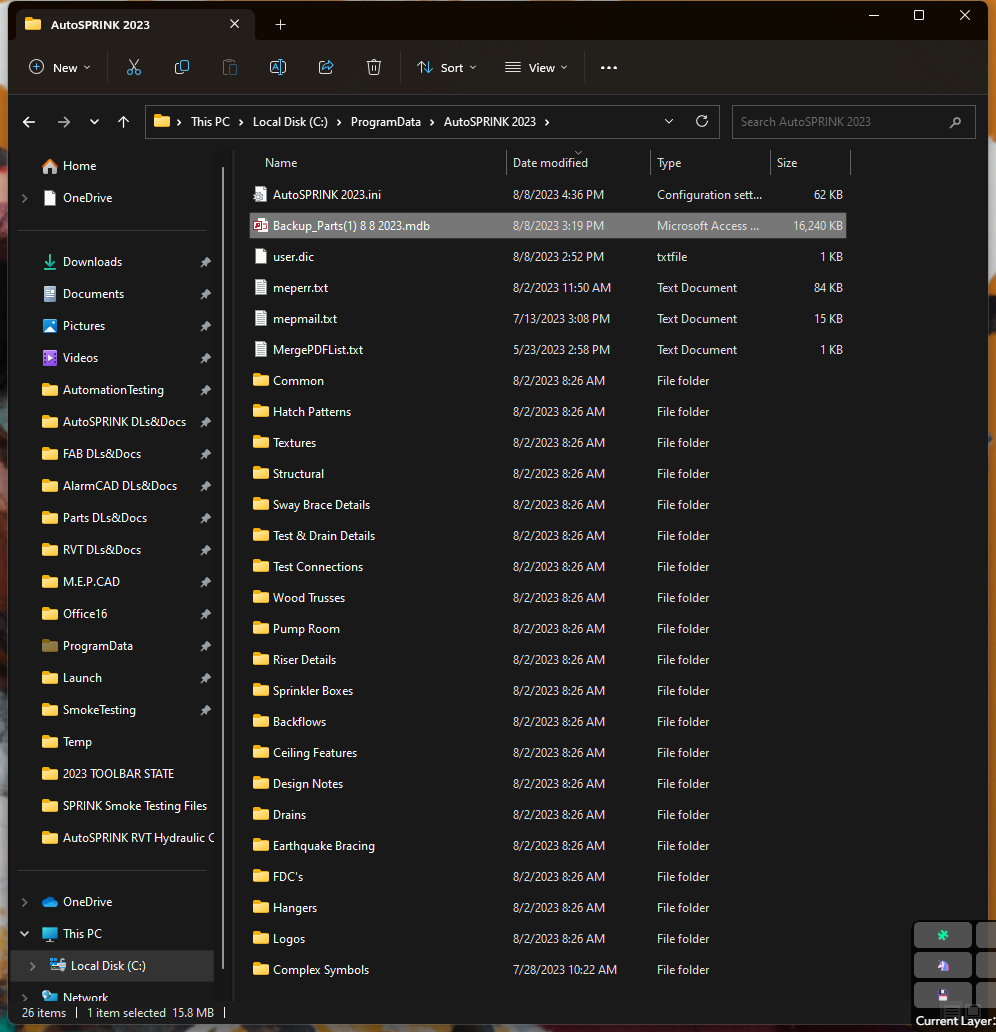 AutoSPRINK 2023
New
Sort
View
This PC
Local Disk (C:)
ProgramData
AutoSPRINK 2023
Search AutoSPRINK 2023
Home
OneDrive
Downloads
Documents
Pictures
Videos
AutomationTesting
AutoSPRINK DLs&Docs
FAB DLs&Docs
AlarmCAD DLs&Docs
Parts DLs&Docs
RVT DLs&Docs
M.E.P.CAD
Office16
ProgramData
Launch
SmokeTesting
Temp
2023 TOOLBAR STATE
SPRINK Smoke Testing Files
AutoSPRINK RVT Hydraulic C
OneDrive
This PC
Local Disk (C:)
Network
Name Date modified Type Size
AutoSPRINK 2023.ini 8/8/2023 4:36 PM Configuration sett... 62 KB
Backup_Parts(1) 8 8 2023.mdb 8/8/2023 3:19 PM Microsoft Access ... 16,240 KB
user.dic 8/8/2023 2:52 PM txtfile 1 KB
meperr.txt 8/2/2023 11:50 AM Text Document 84 KB
mepmail.txt 7/13/2023 3:08 PM Text Document 15 KB
MergePDFList.txt 5/23/2023 2:58 PM Text Document 1 KB
Common 8/2/2023 8:26 AM File folder
Hatch Patterns 8/2/2023 8:26 AM File folder
Textures 8/2/2023 8:26 AM File folder
Structural 8/2/2023 8:26 AM File folder
Sway Brace Details 8/2/2023 8:26 AM File folder
Test & Drain Details 8/2/2023 8:26 AM File folder
Test Connections 8/2/2023 8:26 AM File folder
Wood Trusses 8/2/2023 8:26 AM File folder
Pump Room 8/2/2023 8:26 AM File folder
Riser Details 8/2/2023 8:26 AM File folder
Sprinkler Boxes 8/2/2023 8:26 AM File folder
Backflows 8/2/2023 8:26 AM File folder
Ceiling Features 8/2/2023 8:26 AM File folder
Design Notes 8/2/2023 8:26 AM File folder
Drains 8/2/2023 8:26 AM File folder
Earthquake Bracing 8/2/2023 8:26 AM File folder
FDC's 8/2/2023 8:26 AM File folder
Hangers 8/2/2023 8:26 AM File folder
Logos 8/2/2023 8:26 AM File folder
Complex Symbols 7/28/2023 10:22 AM File folder
26 items 1 item selected 15.8 MB
Current Layer: